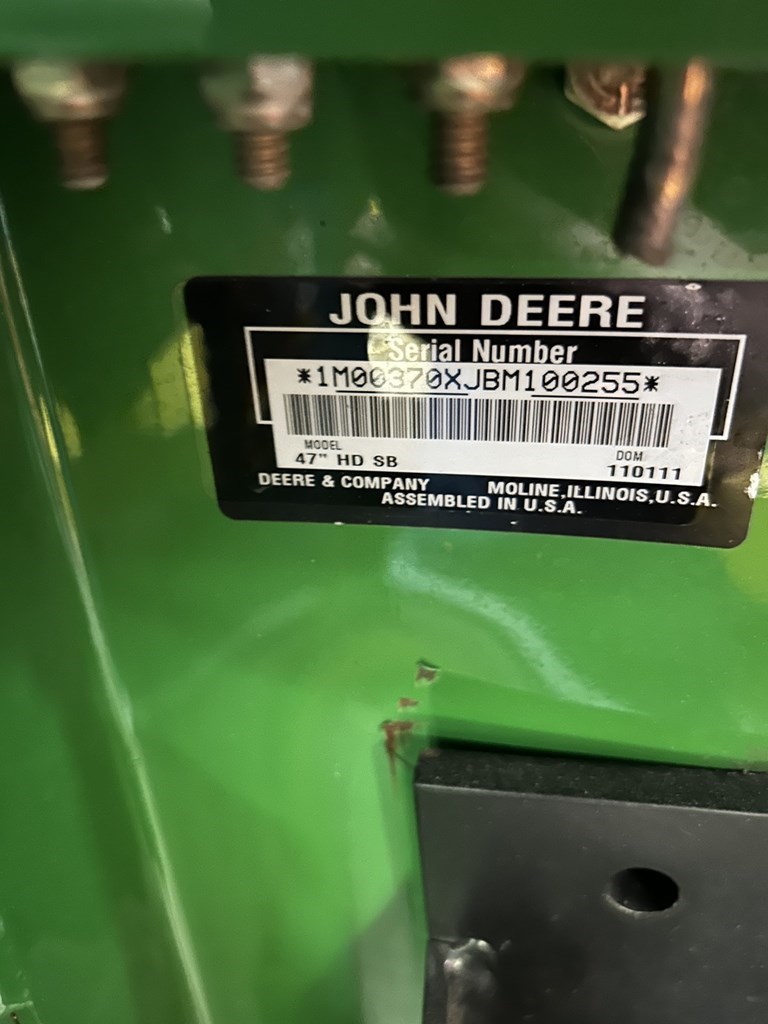 JOHN DEERE
Serial Number
*1M00370XJBM100255*
MODEL
47" HD SB
DOM
110111
DEERE & COMPANY MOLINE, ILLINOIS, U.S.A.
ASSEMBLED IN U.S.A.